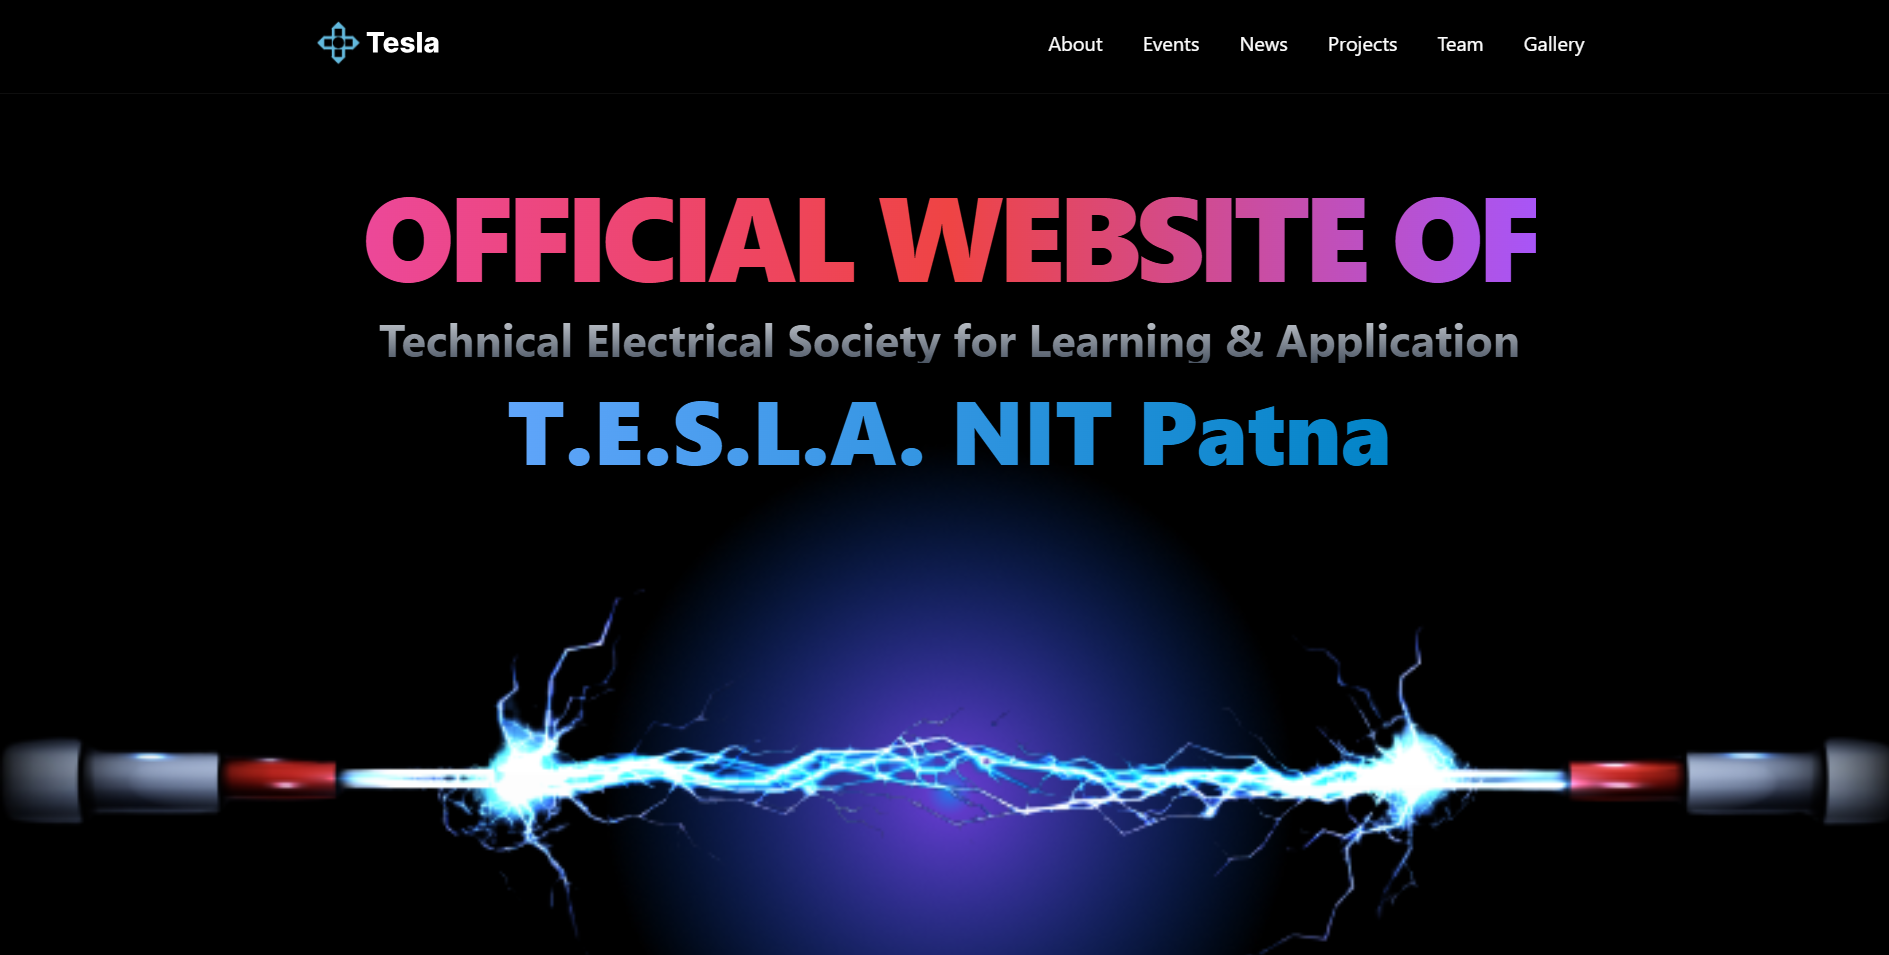 Tesla
About Events News Projects Team Gallery
OFFICIAL WEBSITE OF
Technical Electrical Society for Learning & Application
T.E.S.L.A. NIT Patna